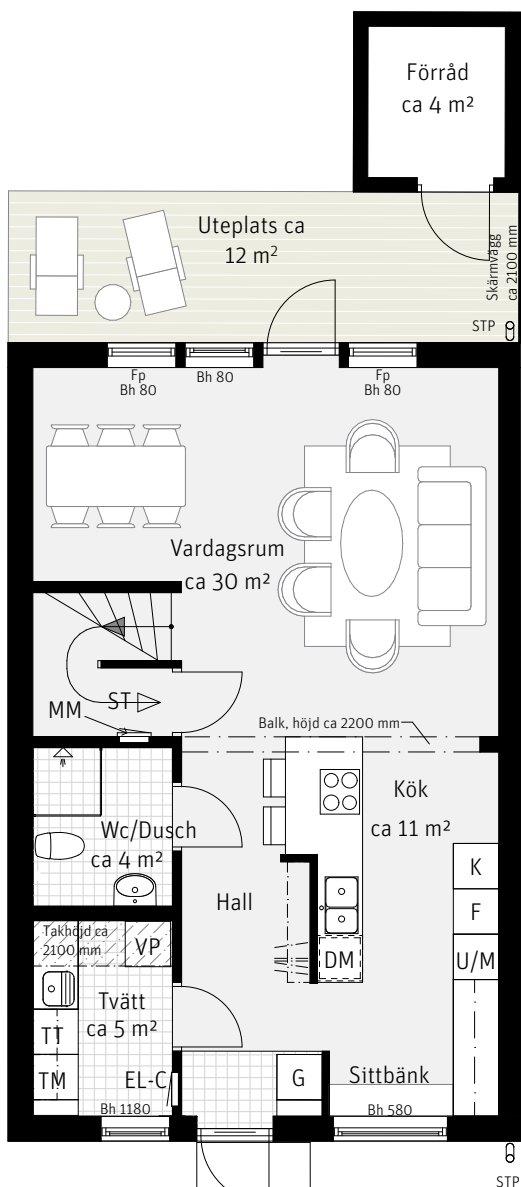 Förråd
ca 4 m²
Uteplats ca
12 m²
Skärmvägg
ca 2100 mm
STP
Fp
Bh 80
Bh 80
Fp
Bh 80
Vardagsrum
ca 30 m²
ST
MM
Balk, höjd ca 2200 mm
Kök
ca 11 m²
Wc/Dusch
ca 4 m²
K
Hall
F
Takhöjd ca
2100 mm
VP
DM
U/M
Tvätt
ca 5 m²
TT
TM
EL-C
G
Sittbänk
Bh 1180
Bh 580
STP